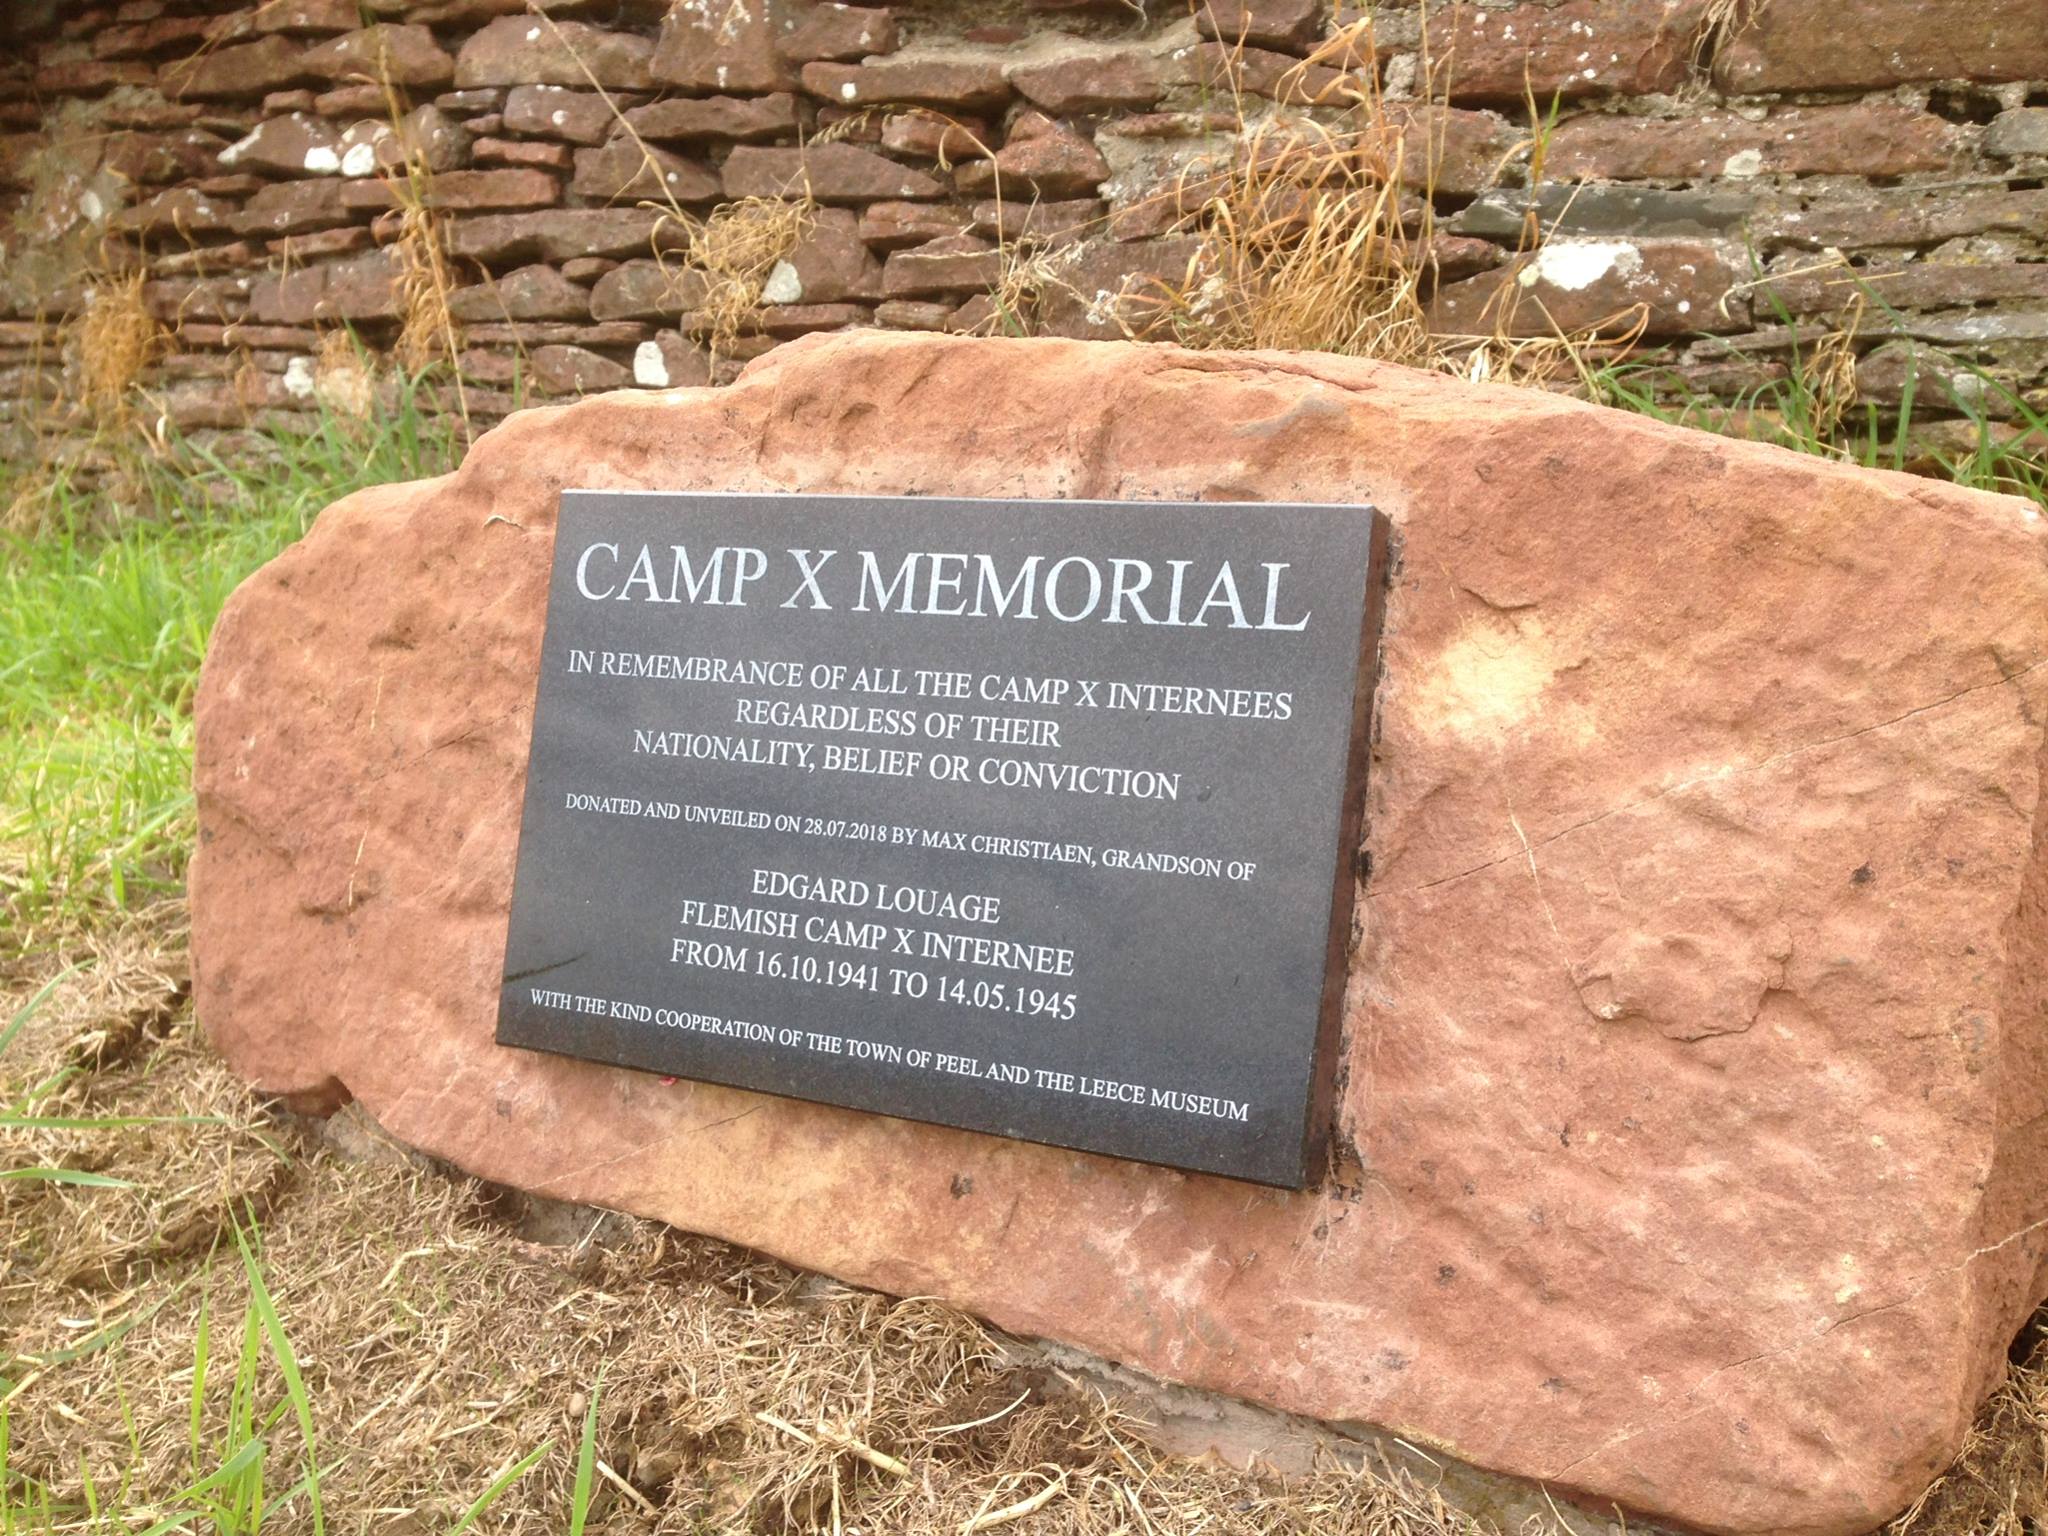 CAMP X MEMORIAL
IN REMEMBRANCE OF ALL THE CAMP X INTERNEES
REGARDLESS OF THEIR
NATIONALITY, BELIEF OR CONVICTION
DONATED AND UNVEILED ON 28.07.2018 BY MAX CHRISTIAEN, GRANDSON OF
EDGARD LOUAGE
FLEMISH CAMP X INTERNEE
FROM 16.10.1941 TO 14.05.1945
WITH THE KIND COOPERATION OF THE TOWN OF PEEL AND THE LEECE MUSEUM